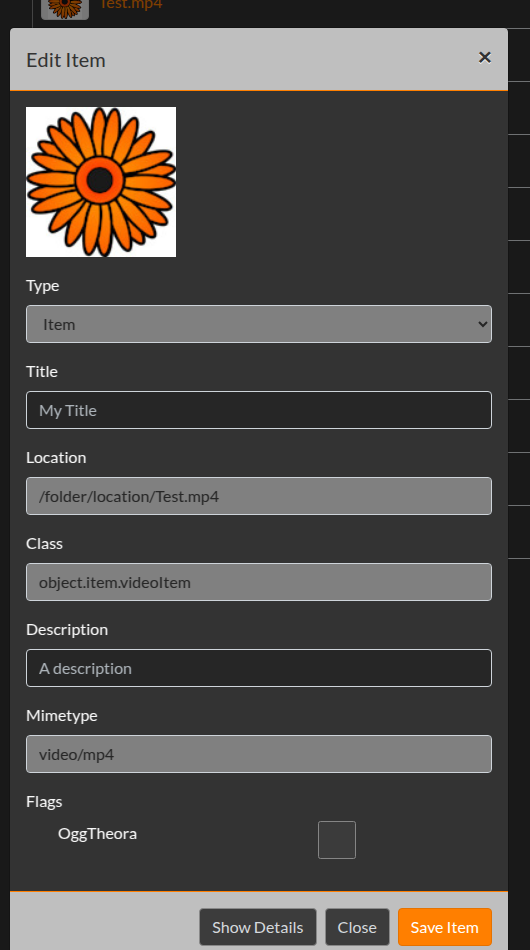 Test.mp4
Edit Item
×
Type
Item
Title
My Title
Location
/folder/location/Test.mp4
Class
object.item.videoItem
Description
A description
Mimetype
video/mp4
Flags
OggTheora
Show Details Close Save Item